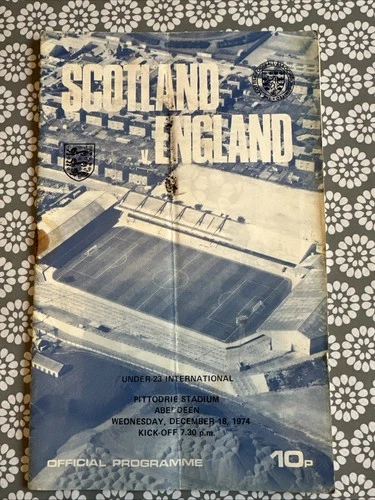 SCOTLAND
v. ENGLAND
UNDER-23 INTERNATIONAL
PITTODRIE STADIUM
ABERDEEN
WEDNESDAY, DECEMBER 18, 1974
KICK-OFF 7.30 p.m.
OFFICIAL PROGRAMME 10p